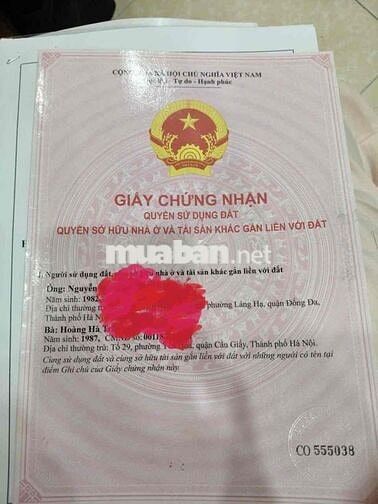 CỘNG HÒA XÃ HỘI CHỦ NGHĨA VIỆT NAM
Tự do - Hạnh phúc
GIẤY CHỨNG NHẬN
QUYỀN SỬ DỤNG ĐẤT
QUYỀN SỞ HỮU NHÀ Ở VÀ TÀI SẢN KHÁC GẮN LIỀN VỚI ĐẤT
muaban.net
I. Người sử dụng đất, nhà ở và tài sản khác gắn liền với đất
Ông: Nguyễn
Năm sinh: 1982
Địa chỉ thường phường Láng Hạ, quận Đống Đa,
Thành phố Hà N
Bà: Hoàng Hà T
Năm sinh: 1987,
Địa chỉ thường trú: Tổ 29, phường quận Cầu Giấy, Thành phố Hà Nội.
Cùng sử dụng đất và cùng sở hữu tài sản gắn liền với đất với những người có tên tại
điểm Ghi chú của Giấy chứng nhận này.
CO 555038